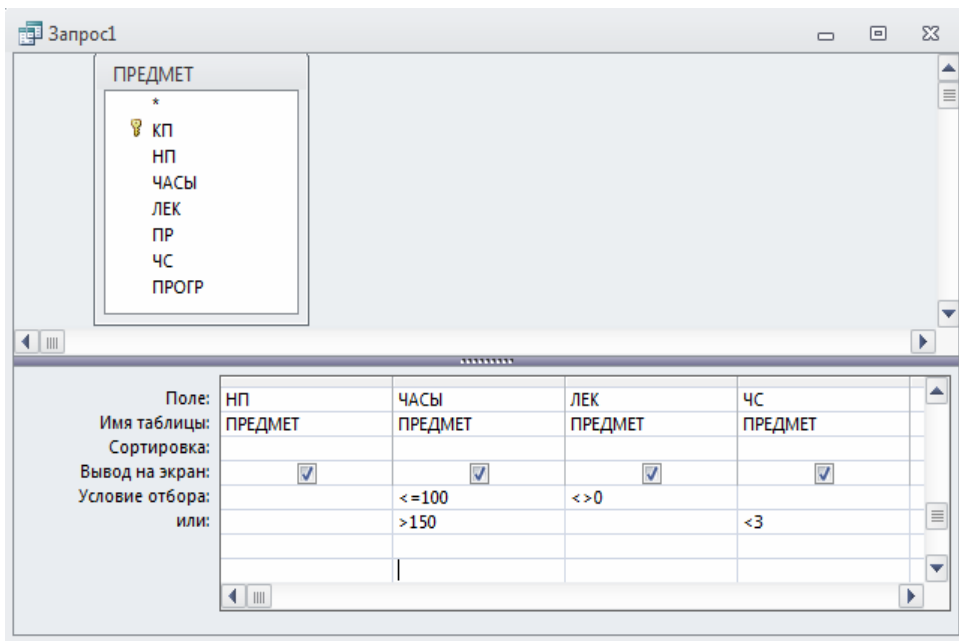 Запрос1
ПРЕДМЕТ
*
КП
НП
ЧАСЫ
ЛЕК
ПР
ЧС
ПРОГР
Поле: НП ЧАСЫ ЛЕК ЧС
Имя таблицы: ПРЕДМЕТ ПРЕДМЕТ ПРЕДМЕТ ПРЕДМЕТ
Сортировка:
Вывод на экран:
Условие отбора: <=100 <>0
или: >150 <3